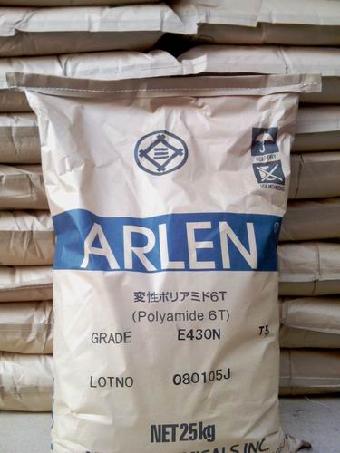 ARLEN
変性ポリアミド6T
(Polyamide 6T)
GRADE E430N
LOTNO 080105J
NET25kg